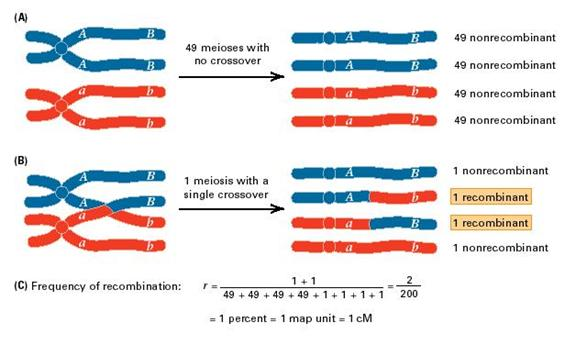 (A)
A B
A B
a b
a b
49 meioses with
no crossover
A B
A B
a b
a b
49 nonrecombinant
49 nonrecombinant
49 nonrecombinant
49 nonrecombinant
(B)
A B
A B
a b
a b
1 meiosis with a
single crossover
A B
A b
a B
a b
1 nonrecombinant
1 recombinant
1 recombinant
1 nonrecombinant
(C) Frequency of recombination:
r = 1 + 1 / 49 + 49 + 49 + 49 + 1 + 1 + 1 + 1 = 2 / 200
= 1 percent = 1 map unit = 1 cM